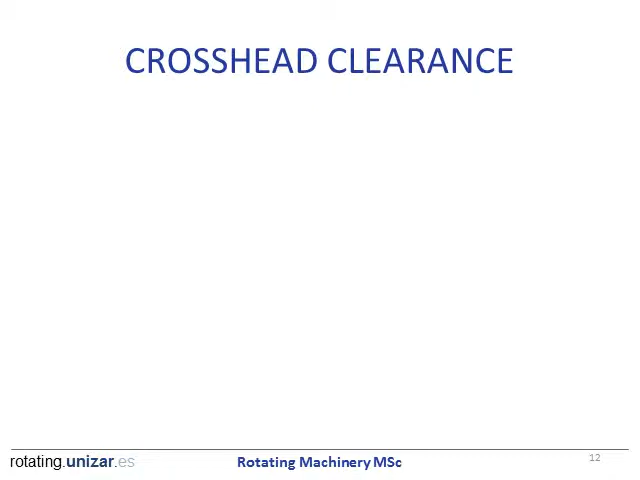 CROSSHEAD CLEARANCE
rotating.unizar.es
Rotating Machinery MSc
12